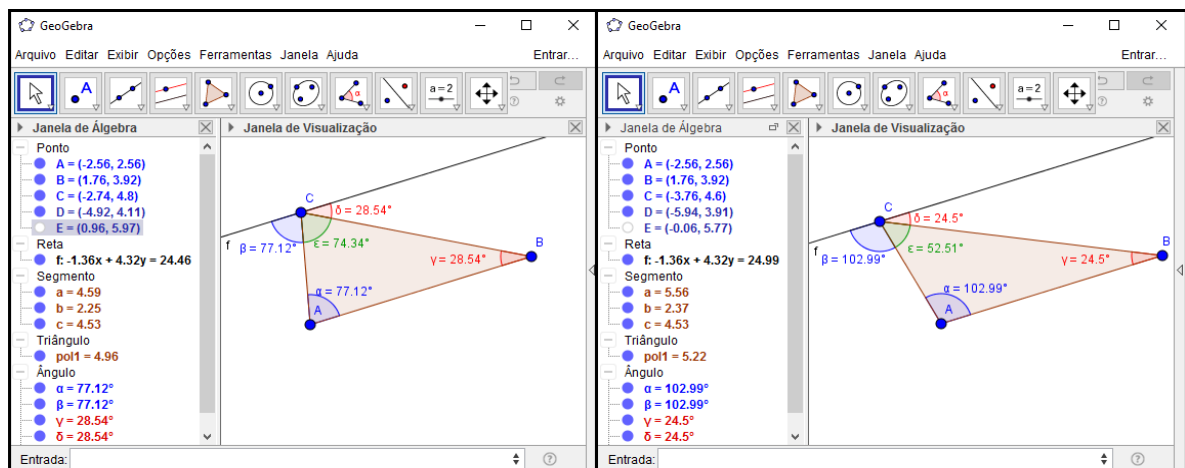 GeoGebra
Arquivo Editar Exibir Opções Ferramentas Janela Ajuda
Entrar...
A
α
a=2
Janela de Álgebra
Ponto
A = (-2.56, 2.56)
B = (1.76, 3.92)
C = (-2.74, 4.8)
D = (-4.92, 4.11)
E = (0.96, 5.97)
Reta
f: -1.36x + 4.32y = 24.46
Segmento
a = 4.59
b = 2.25
c = 4.53
Triângulo
pol1 = 4.96
Ângulo
α = 77.12°
β = 77.12°
γ = 28.54°
δ = 28.54°
Janela de Visualização
C
δ = 28.54°
f
β = 77.12°
ε = 74.34°
B
γ = 28.54°
α = 77.12°
A
Entrada:
GeoGebra
Arquivo Editar Exibir Opções Ferramentas Janela Ajuda
Entrar...
A
α
a=2
Janela de Álgebra
Ponto
A = (-2.56, 2.56)
B = (1.76, 3.92)
C = (-3.76, 4.6)
D = (-5.94, 3.91)
E = (-0.06, 5.77)
Reta
f: -1.36x + 4.32y = 24.99
Segmento
a = 5.56
b = 2.37
c = 4.53
Triângulo
pol1 = 5.22
Ângulo
α = 102.99°
β = 102.99°
γ = 24.5°
δ = 24.5°
Janela de Visualização
C
δ = 24.5°
f
β = 102.99°
ε = 52.51°
B
γ = 24.5°
α = 102.99°
A
Entrada: